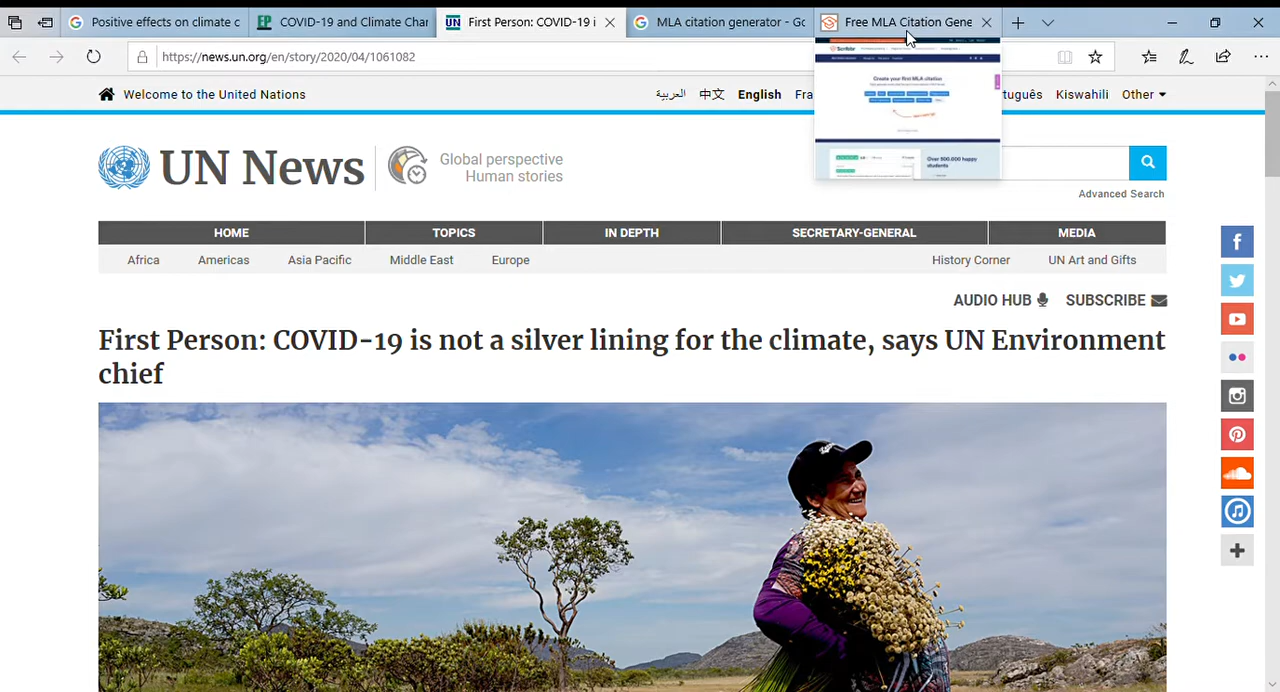 Positive effects on climate c
COVID-19 and Climate Chan
First Person: COVID-19 i
MLA citation generator - Go
Free MLA Citation Gene
https://news.un.org/en/story/2020/04/1061082
Create your first MLA citation
Over 500.000 happy
students
Welcome to the United Nations
العربية
中文
English
Fra
tuguês
Kiswahili
Other
UN News
Global perspective
Human stories
Advanced Search
HOME
TOPICS
IN DEPTH
SECRETARY-GENERAL
MEDIA
Africa
Americas
Asia Pacific
Middle East
Europe
History Corner
UN Art and Gifts
AUDIO HUB
SUBSCRIBE
First Person: COVID-19 is not a silver lining for the climate, says UN Environment
chief